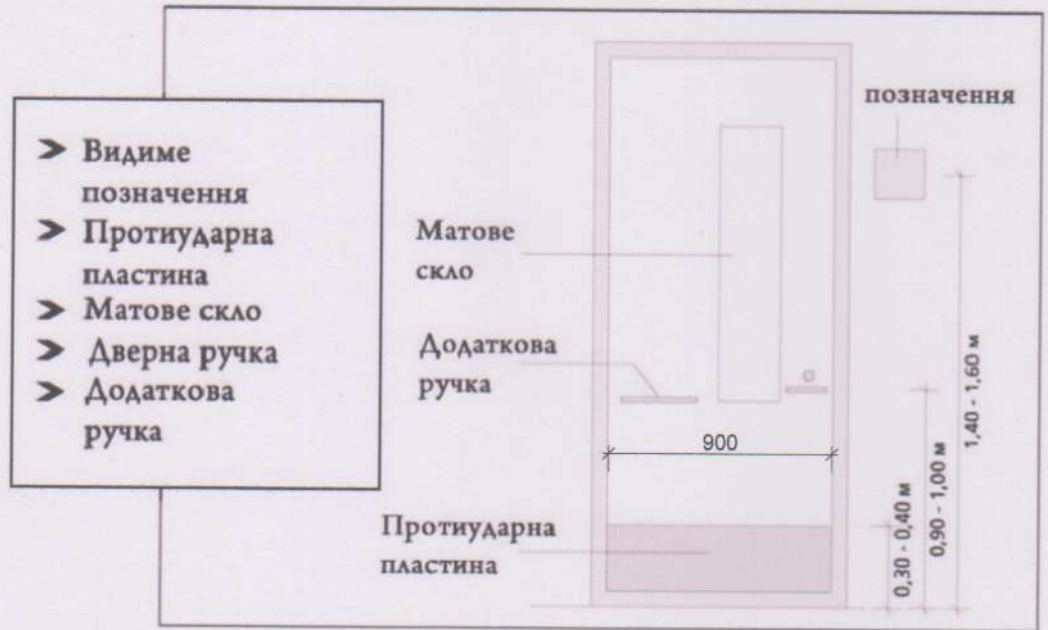 ➤ Видиме
позначення
➤ Протиударна
пластина
➤ Матове скло
➤ Дверна ручка
➤ Додаткова
ручка
позначення
Матове
скло
Додаткова
ручка
900
Протиударна
пластина
0,30 - 0,40 м
0,90 - 1,00 м
1,40 - 1,60 м